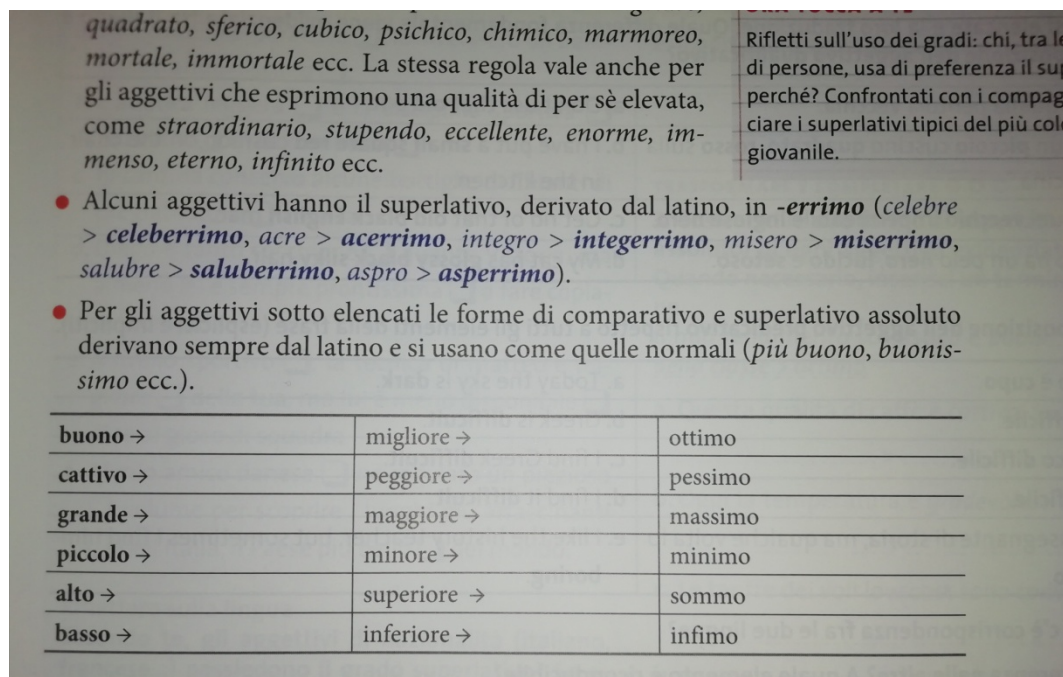 quadrato, sferico, cubico, psichico, chimico, marmoreo,
mortale, immortale ecc. La stessa regola vale anche per
gli aggettivi che esprimono una qualità di per sè elevata,
come straordinario, stupendo, eccellente, enorme, im-
menso, eterno, infinito ecc.
• Alcuni aggettivi hanno il superlativo, derivato dal latino, in -errimo (celebre
> celeberrimo, acre > acerrimo, integro > integerrimo, misero > miserrimo,
salubre > saluberrimo, aspro > asperrimo).
• Per gli aggettivi sotto elencati le forme di comparativo e superlativo assoluto
derivano sempre dal latino e si usano come quelle normali (più buono, buonis-
simo ecc.).
buono → migliore → ottimo
cattivo → peggiore → pessimo
grande → maggiore → massimo
piccolo → minore → minimo
alto → superiore → sommo
basso → inferiore → infimo
Rifletti sull'uso dei gradi: chi, tra le
di persone, usa di preferenza il sup
perché? Confrontati con i compag
ciare i superlativi tipici del più col
giovanile.